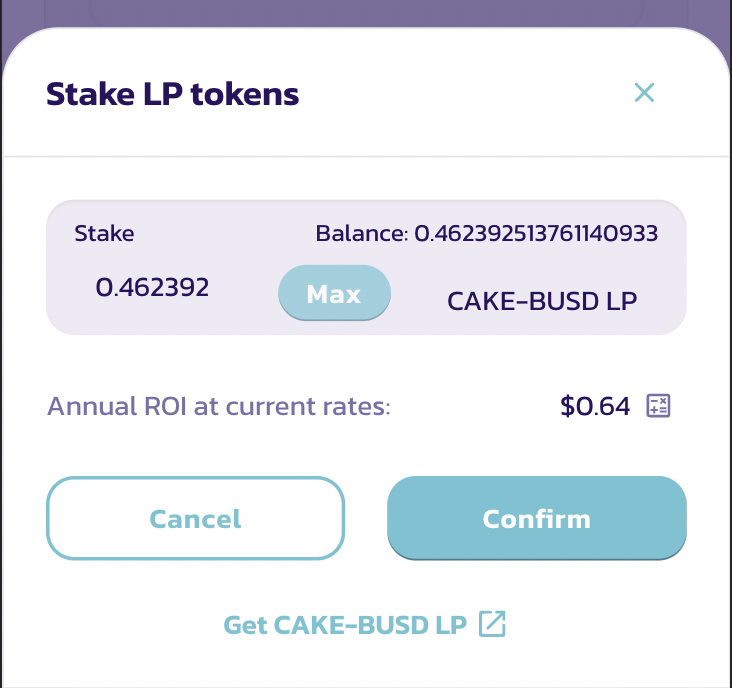 Stake LP tokens
Stake Balance: 0.462392513761140933
0.462392 Max CAKE-BUSD LP
Annual ROI at current rates: $0.64
Cancel Confirm
Get CAKE-BUSD LP